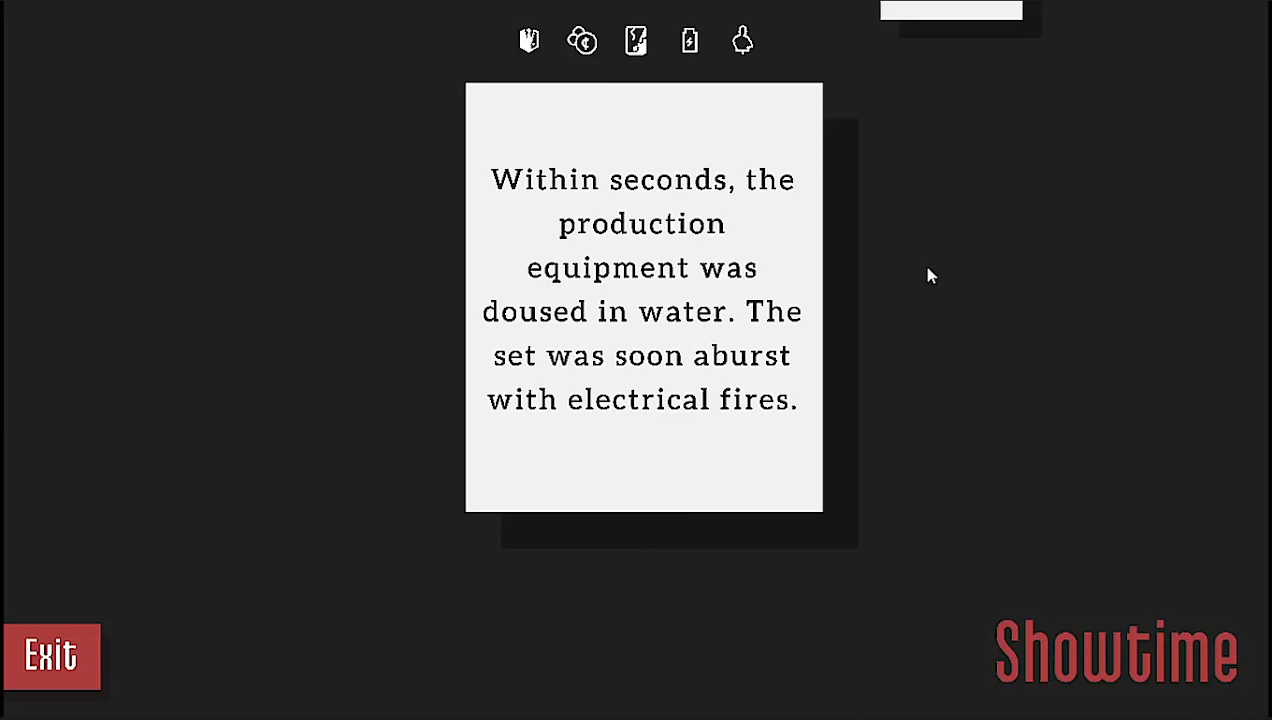 Within seconds, the
production
equipment was
doused in water. The
set was soon aburst
with electrical fires.
Exit
Showtime